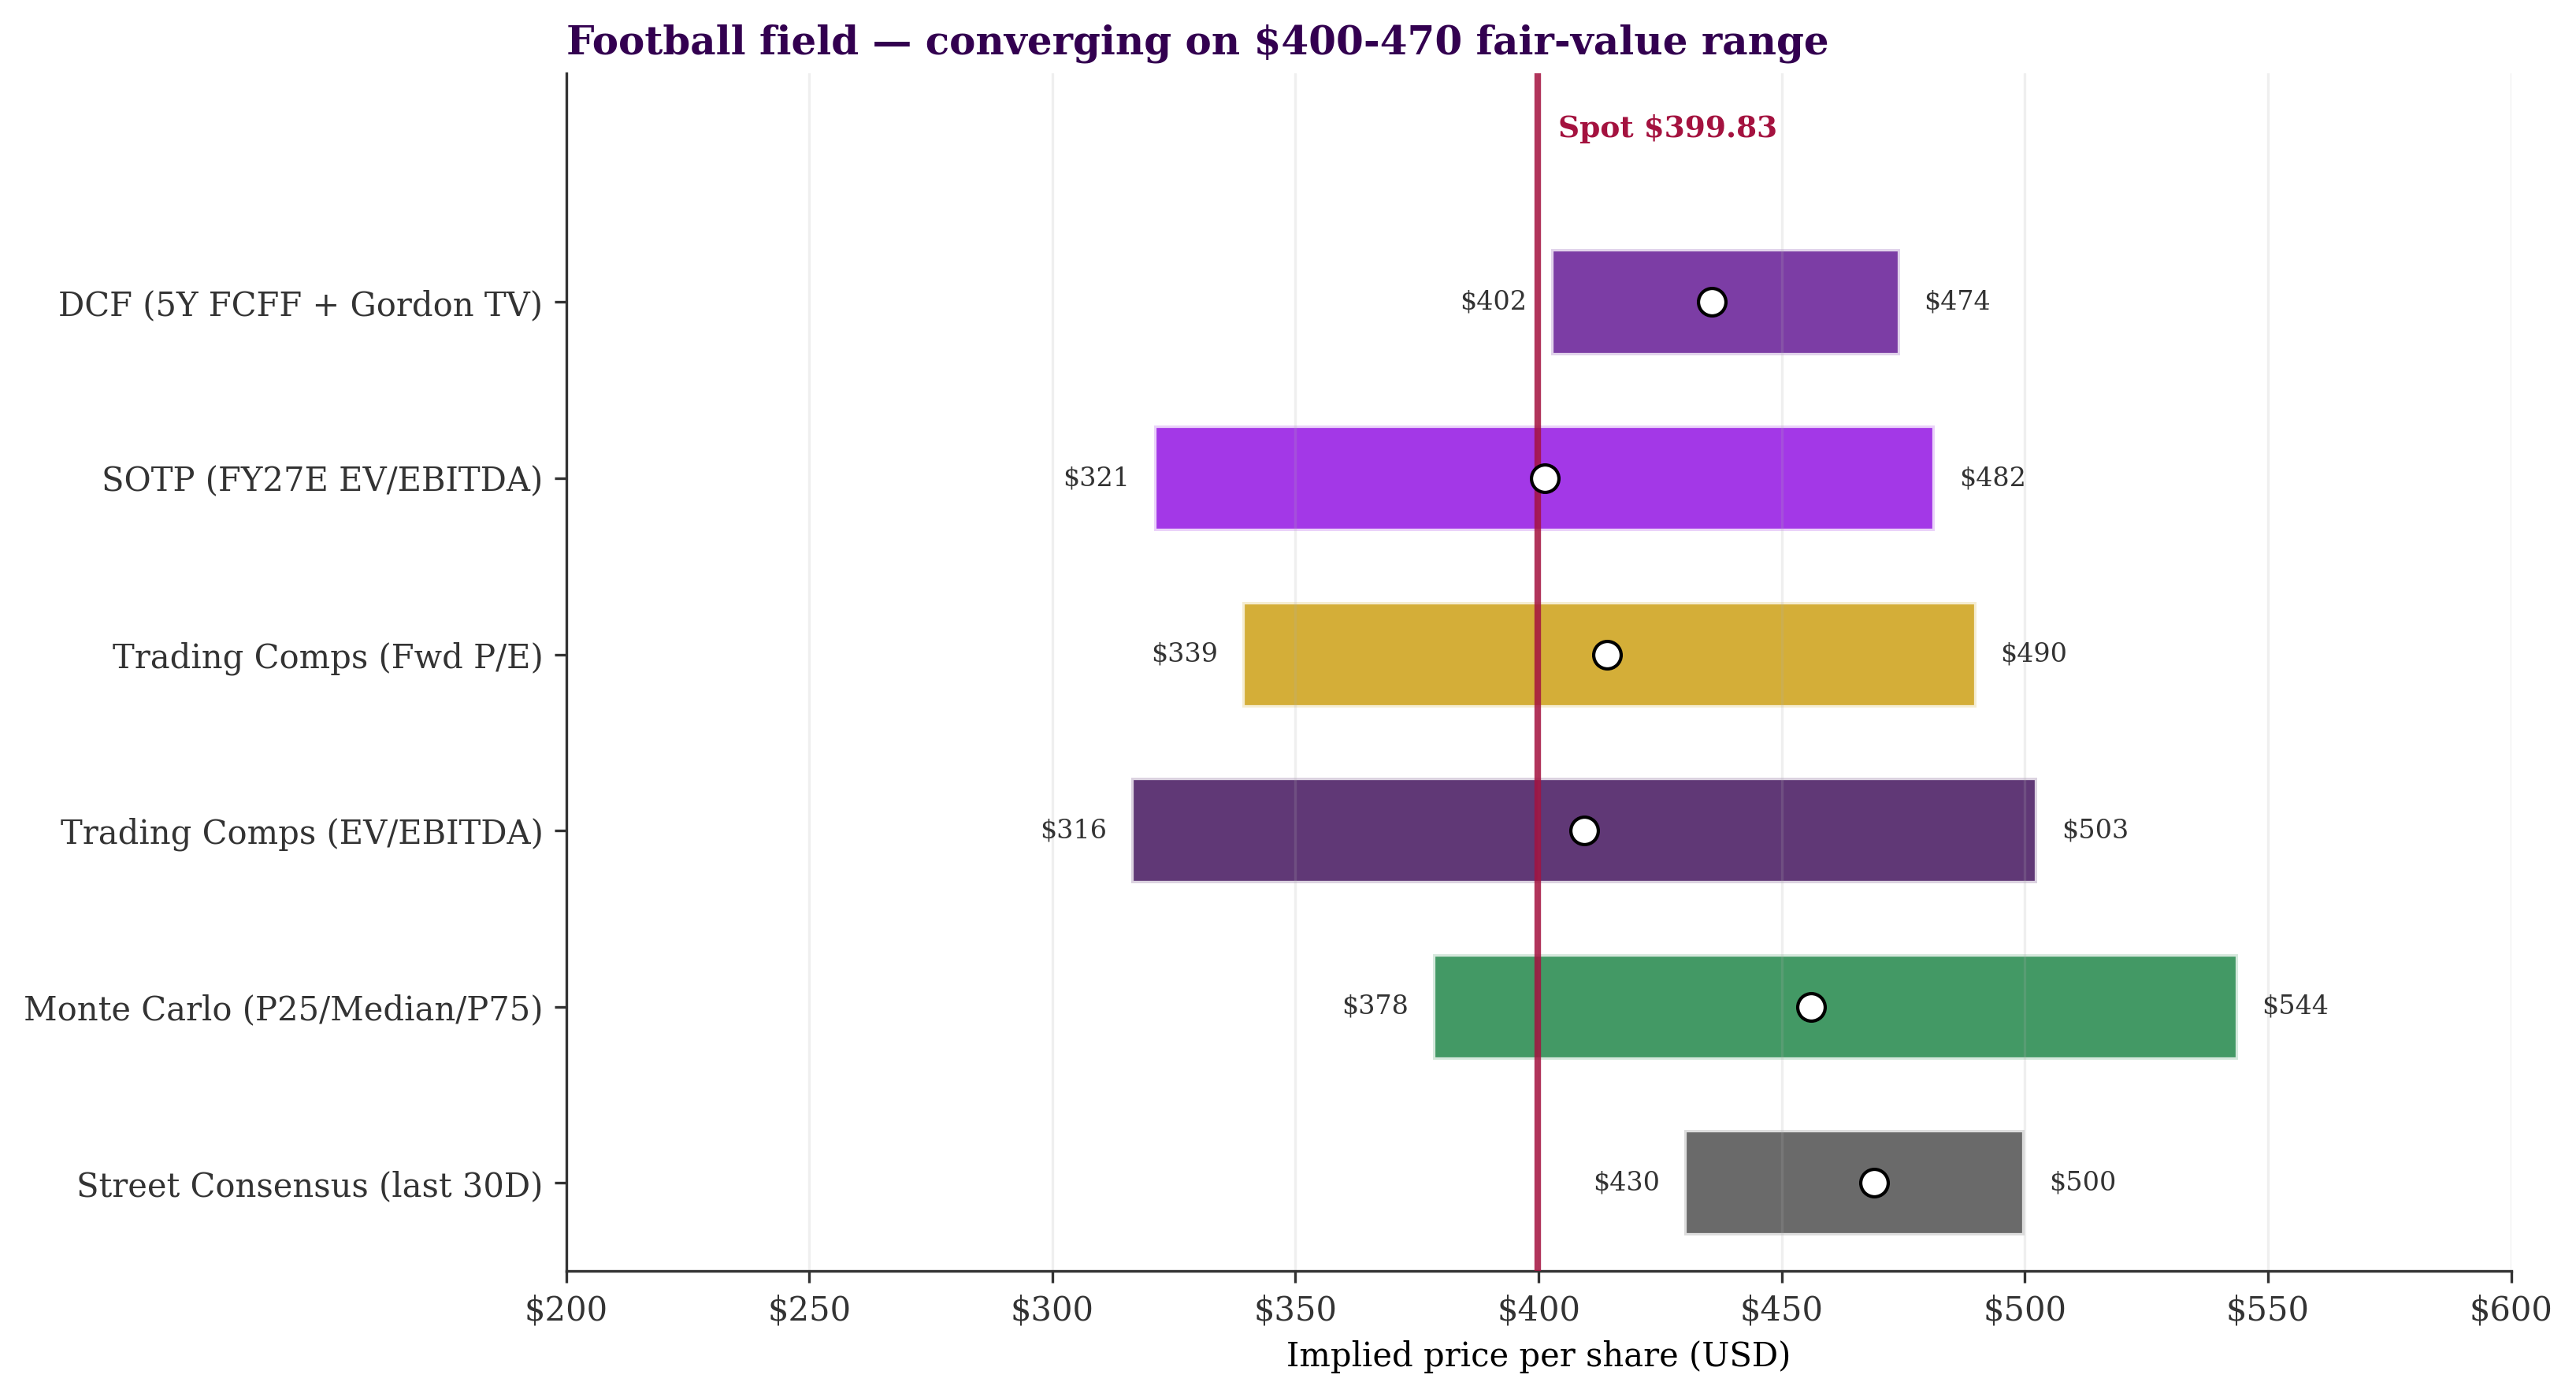 Football field — converging on $400-470 fair-value range
Spot $399.83
DCF (5Y FCFF + Gordon TV)
$402
$474
SOTP (FY27E EV/EBITDA)
$321
$482
Trading Comps (Fwd P/E)
$339
$490
Trading Comps (EV/EBITDA)
$316
$503
Monte Carlo (P25/Median/P75)
$378
$544
Street Consensus (last 30D)
$430
$500
$200 $250 $300 $350 $400 $450 $500 $550 $600
Implied price per share (USD)